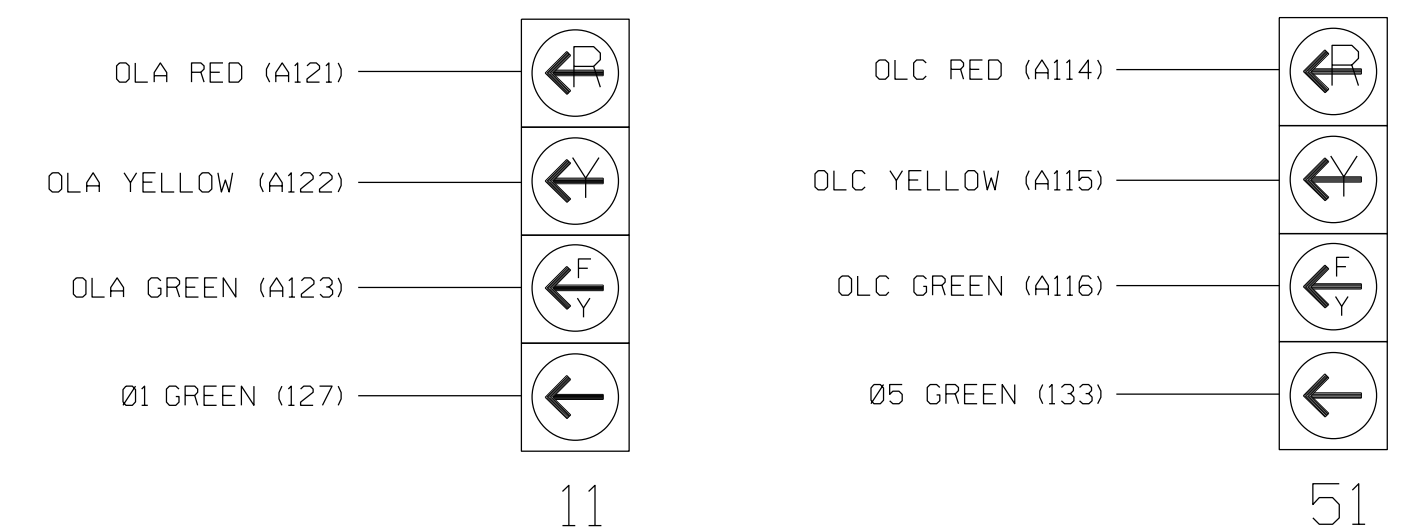 OLA RED (A121)
R
OLA YELLOW (A122)
Y
OLA GREEN (A123)
F
Y
Ø1 GREEN (127)
11
OLC RED (A114)
R
OLC YELLOW (A115)
Y
OLC GREEN (A116)
F
Y
Ø5 GREEN (133)
51